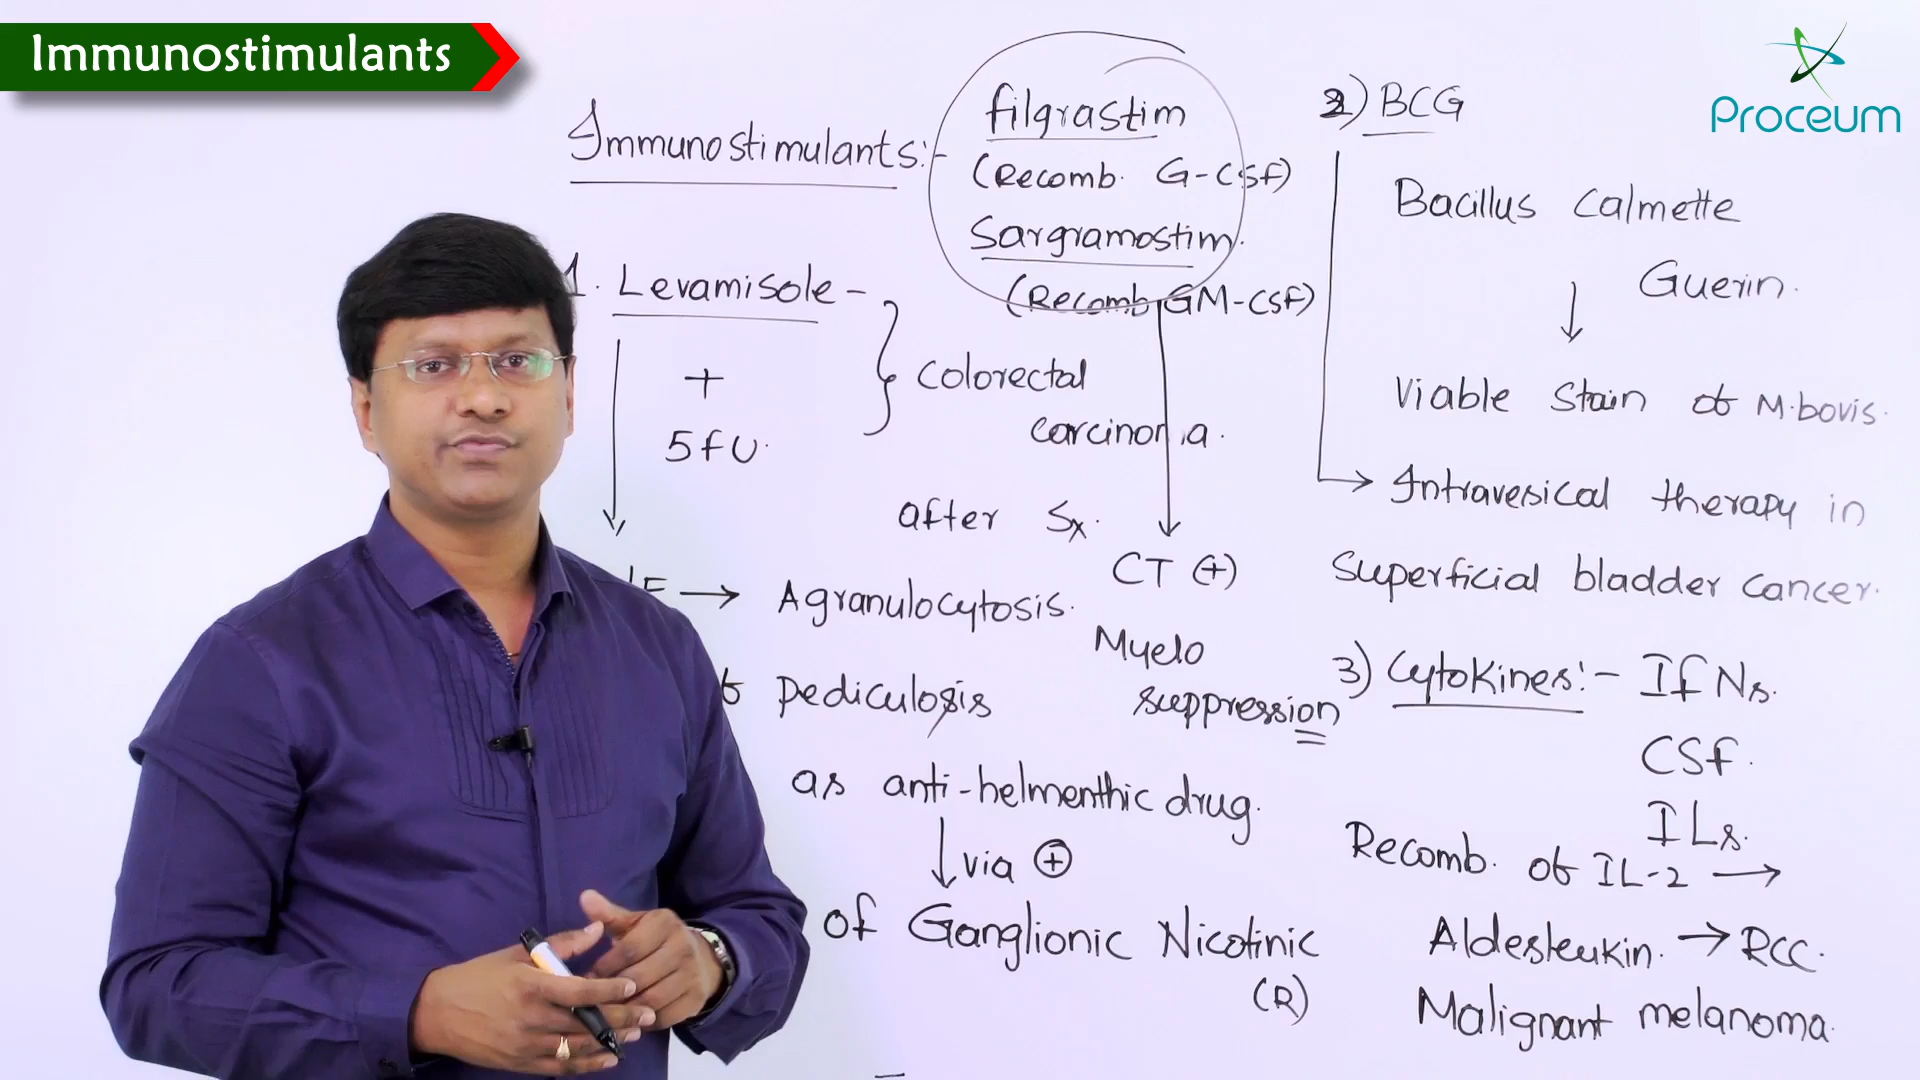 Immunostimulants
Proceum
Immunostimulants:-
1. Levamisole -
+
5fU.
Colorectal
carcinoma.
after Sx.
→ Agranulocytosis.
pediculosis
as anti-helmenthic drug.
via +
of Ganglionic Nicotinic
(R)
filgrastim
(Recomb. G-CSF)
Sargramostim.
(Recomb GM-CSF)
CT (+)
Myelo
suppression
2) BCG
Bacillus Calmette
Guerin.
Viable Stain of M.bovis.
Intravesical therapy in
Superficial bladder cancer.
3) Cytokines:- IfNs.
CSf.
ILs.
Recomb. of IL-2 →
Aldesleukin. → RCC.
Malignant melanoma.